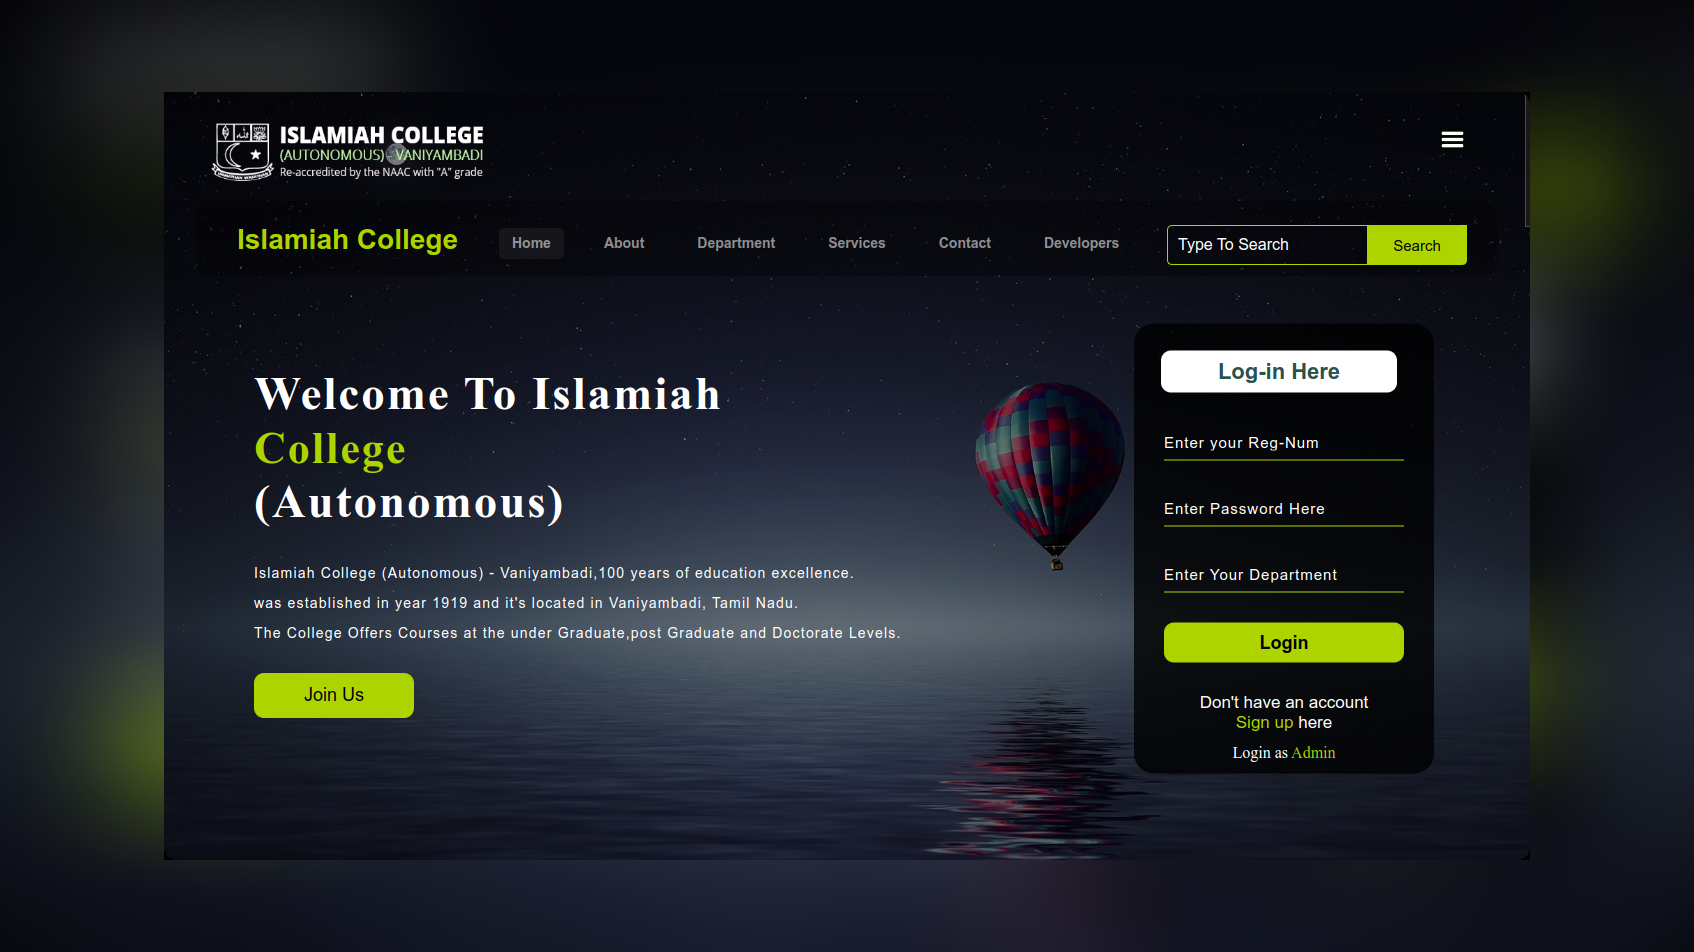 ISLAMIAH COLLEGE
(AUTONOMOUS) - VANIYAMBADI
Re-accredited by the NAAC with "A" grade
Islamiah College
Home
About
Department
Services
Contact
Developers
Type To Search
Search
Welcome To Islamiah
College
(Autonomous)
Islamiah College (Autonomous) - Vaniyambadi,100 years of education excellence.
was established in year 1919 and it's located in Vaniyambadi, Tamil Nadu.
The College Offers Courses at the under Graduate,post Graduate and Doctorate Levels.
Join Us
Log-in Here
Enter your Reg-Num
Enter Password Here
Enter Your Department
Login
Don't have an account
Sign up here
Login as Admin